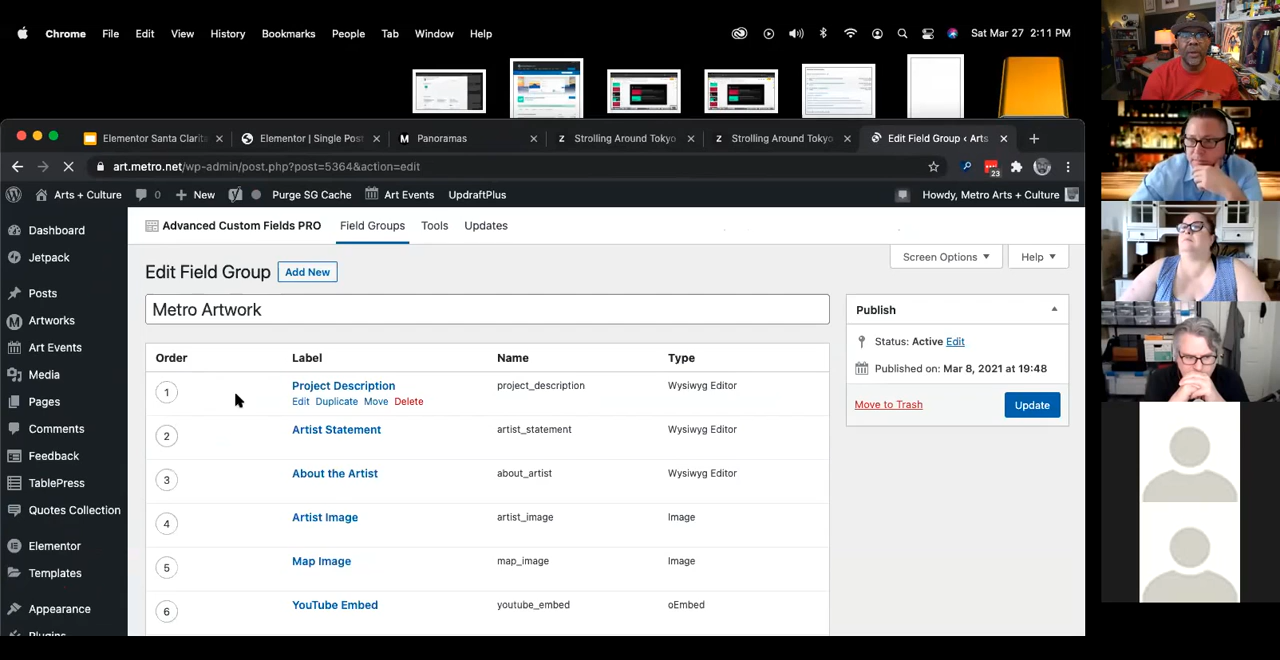 Chrome File Edit View History Bookmarks People Tab Window Help Sat Mar 27 2:11 PM
Elementor Santa Clarit Elementor | Single Post Panoramas Strolling Around Tokyo Strolling Around Tokyo Edit Field Group ‹ Arts
art.metro.net/wp-admin/post.php?post=5364&action=edit
23
Arts + Culture 0 New Purge SG Cache Art Events UpdraftPlus Howdy, Metro Arts + Culture
Dashboard
Jetpack
Posts
Artworks
Art Events
Media
Pages
Comments
Feedback
TablePress
Quotes Collection
Elementor
Templates
Appearance
Plugins
Advanced Custom Fields PRO Field Groups Tools Updates
Screen Options Help
Edit Field Group Add New
Metro Artwork
Order Label Name Type
1 Project Description project_description Wysiwyg Editor
Edit Duplicate Move Delete
2 Artist Statement artist_statement Wysiwyg Editor
3 About the Artist about_artist Wysiwyg Editor
4 Artist Image artist_image Image
5 Map Image map_image Image
6 YouTube Embed youtube_embed oEmbed
Publish
Status: Active Edit
Published on: Mar 8, 2021 at 19:48
Move to Trash Update